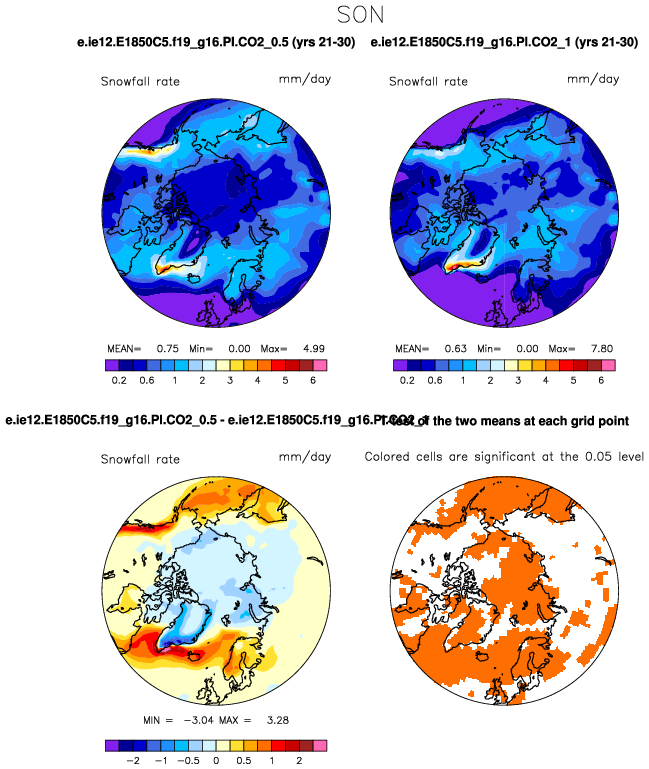 SON
e.ie12.E1850C5.f19_g16.PI.CO2_0.5 (yrs 21-30)
e.ie12.E1850C5.f19_g16.PI.CO2_1 (yrs 21-30)
Snowfall rate mm/day
Snowfall rate mm/day
MEAN= 0.75 Min= 0.00 Max= 4.99
0.2 0.6 1 2 3 4 5 6
MEAN= 0.63 Min= 0.00 Max= 7.80
0.2 0.6 1 2 3 4 5 6
e.ie12.E1850C5.f19_g16.PI.CO2_0.5 - e.ie12.E1850C5.f19_g16.PI.CO2_1
T-Test of the two means at each grid point
Snowfall rate mm/day
Colored cells are significant at the 0.05 level
MIN = -3.04 MAX = 3.28
-2 -1 -0.5 0 0.5 1 2